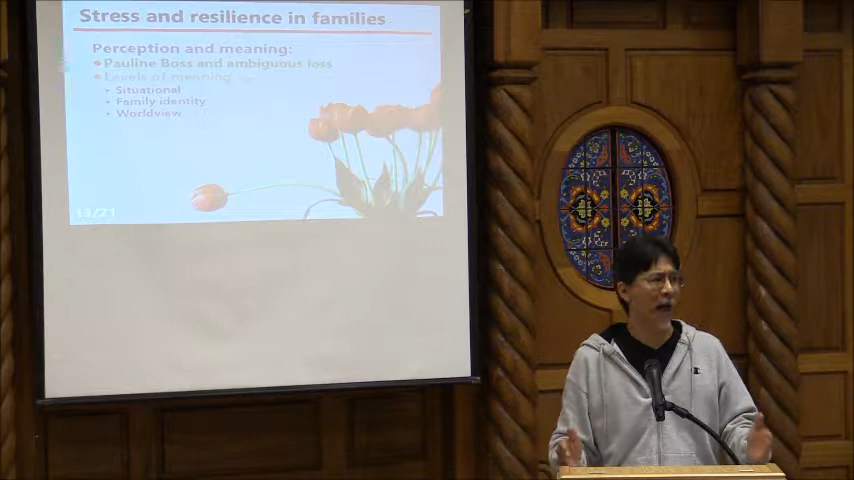 Stress and resilience in families
Perception and meaning:
Pauline Boss and ambiguous loss
Levels of meaning
Situational
Family identity
Worldview
13/21